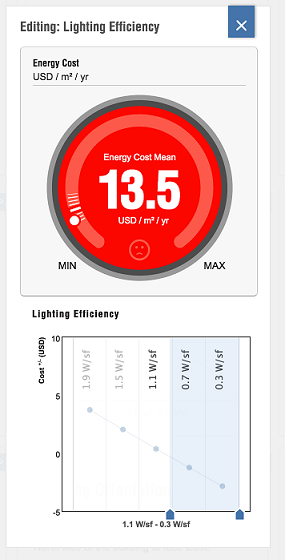 Editing: Lighting Efficiency
Energy Cost
USD / m² / yr
Energy Cost Mean
13.5
USD / m² / yr
MIN
MAX
Lighting Efficiency
Cost +/- (USD)
10
5
0
-5
1.9 W/sf
1.5 W/sf
1.1 W/sf
0.7 W/sf
0.3 W/sf
1.1 W/sf - 0.3 W/sf